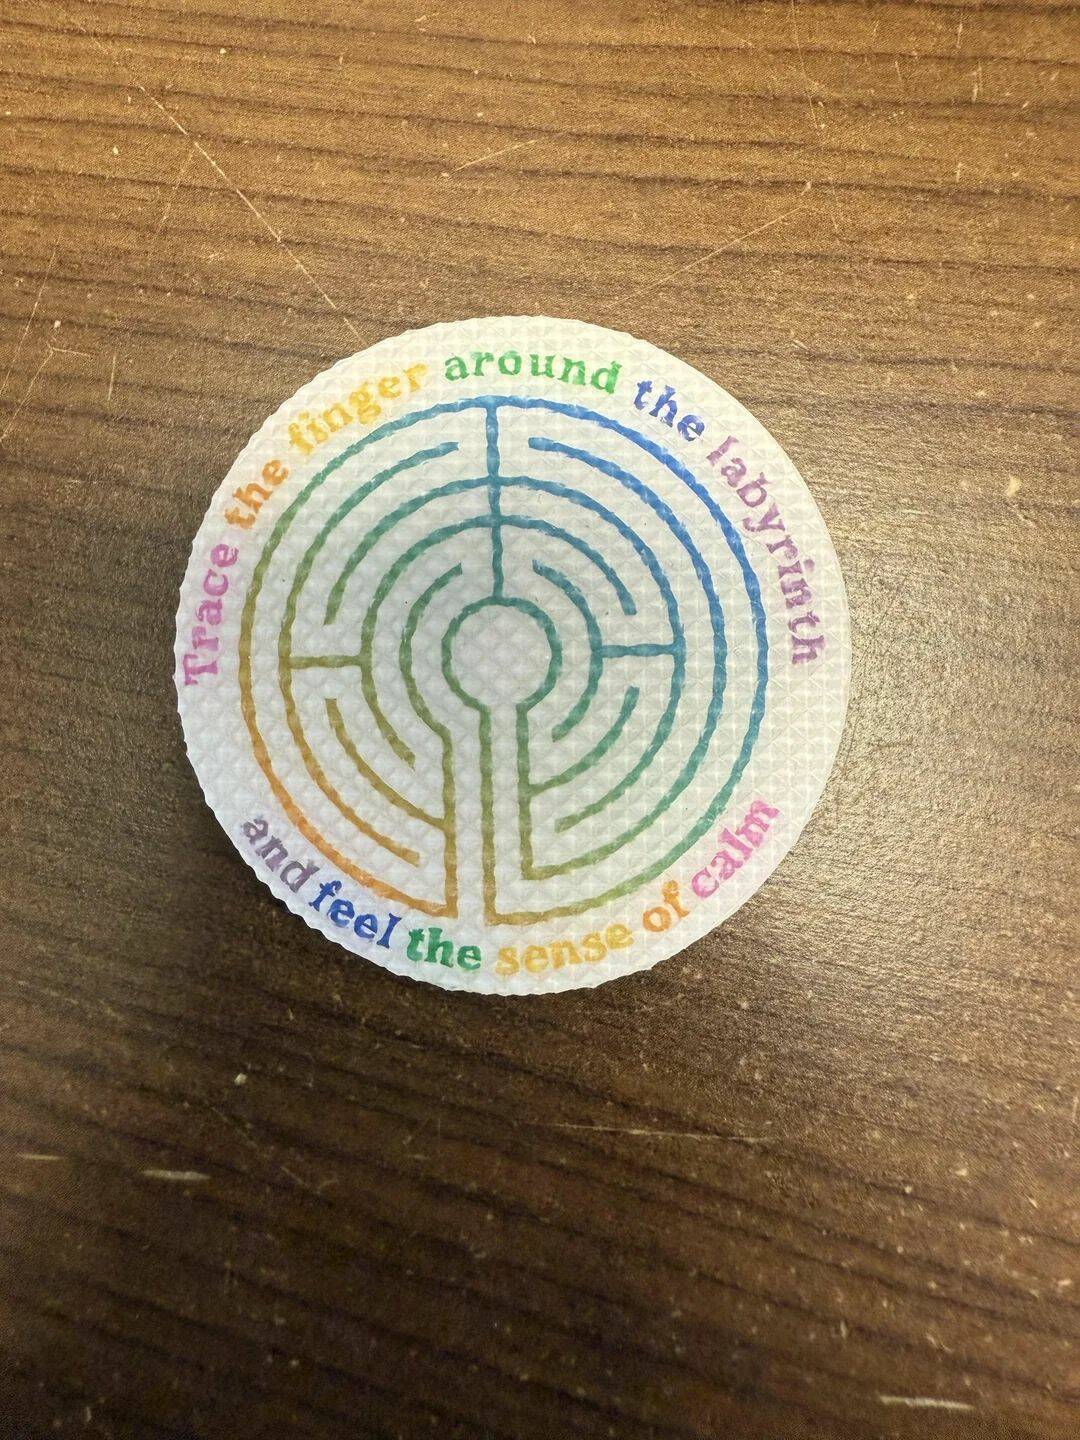 Trace the finger around the labyrinth
and feel the sense of calm